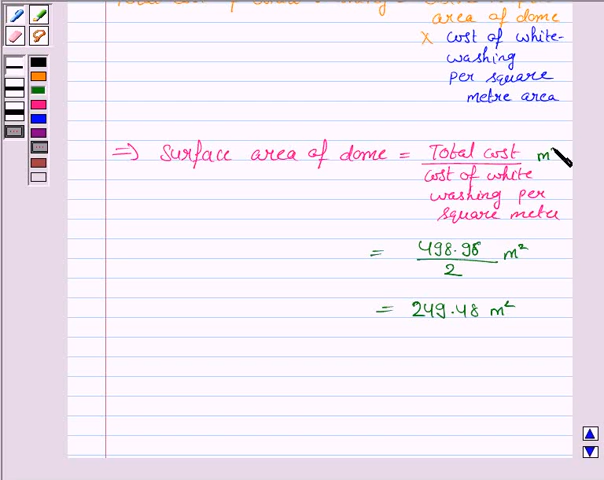 area of dome
× cost of white-
washing
per square
metre area
⇒ Surface area of dome = Total cost m²
cost of white
washing per
square metre
= 498.96 m²
2
= 249.48 m²